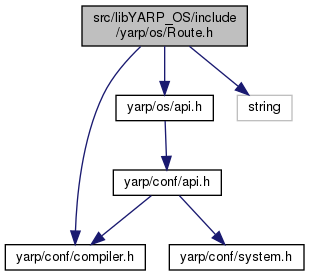 src/libYARP_OS/include
/yarp/os/Route.h
yarp/os/api.h
string
yarp/conf/api.h
yarp/conf/compiler.h
yarp/conf/system.h